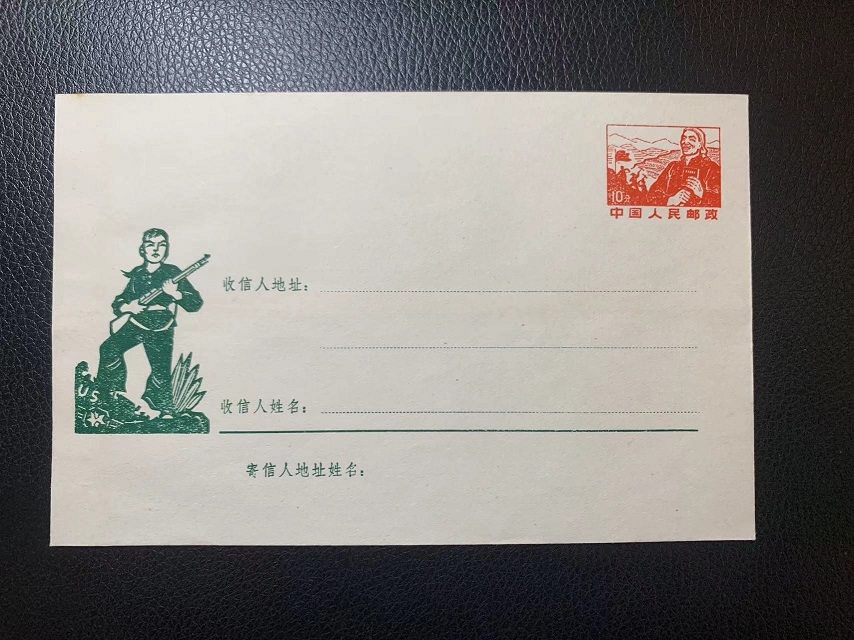 10分
中国人民邮政
收信人地址：
US
收信人姓名：
寄信人地址姓名：